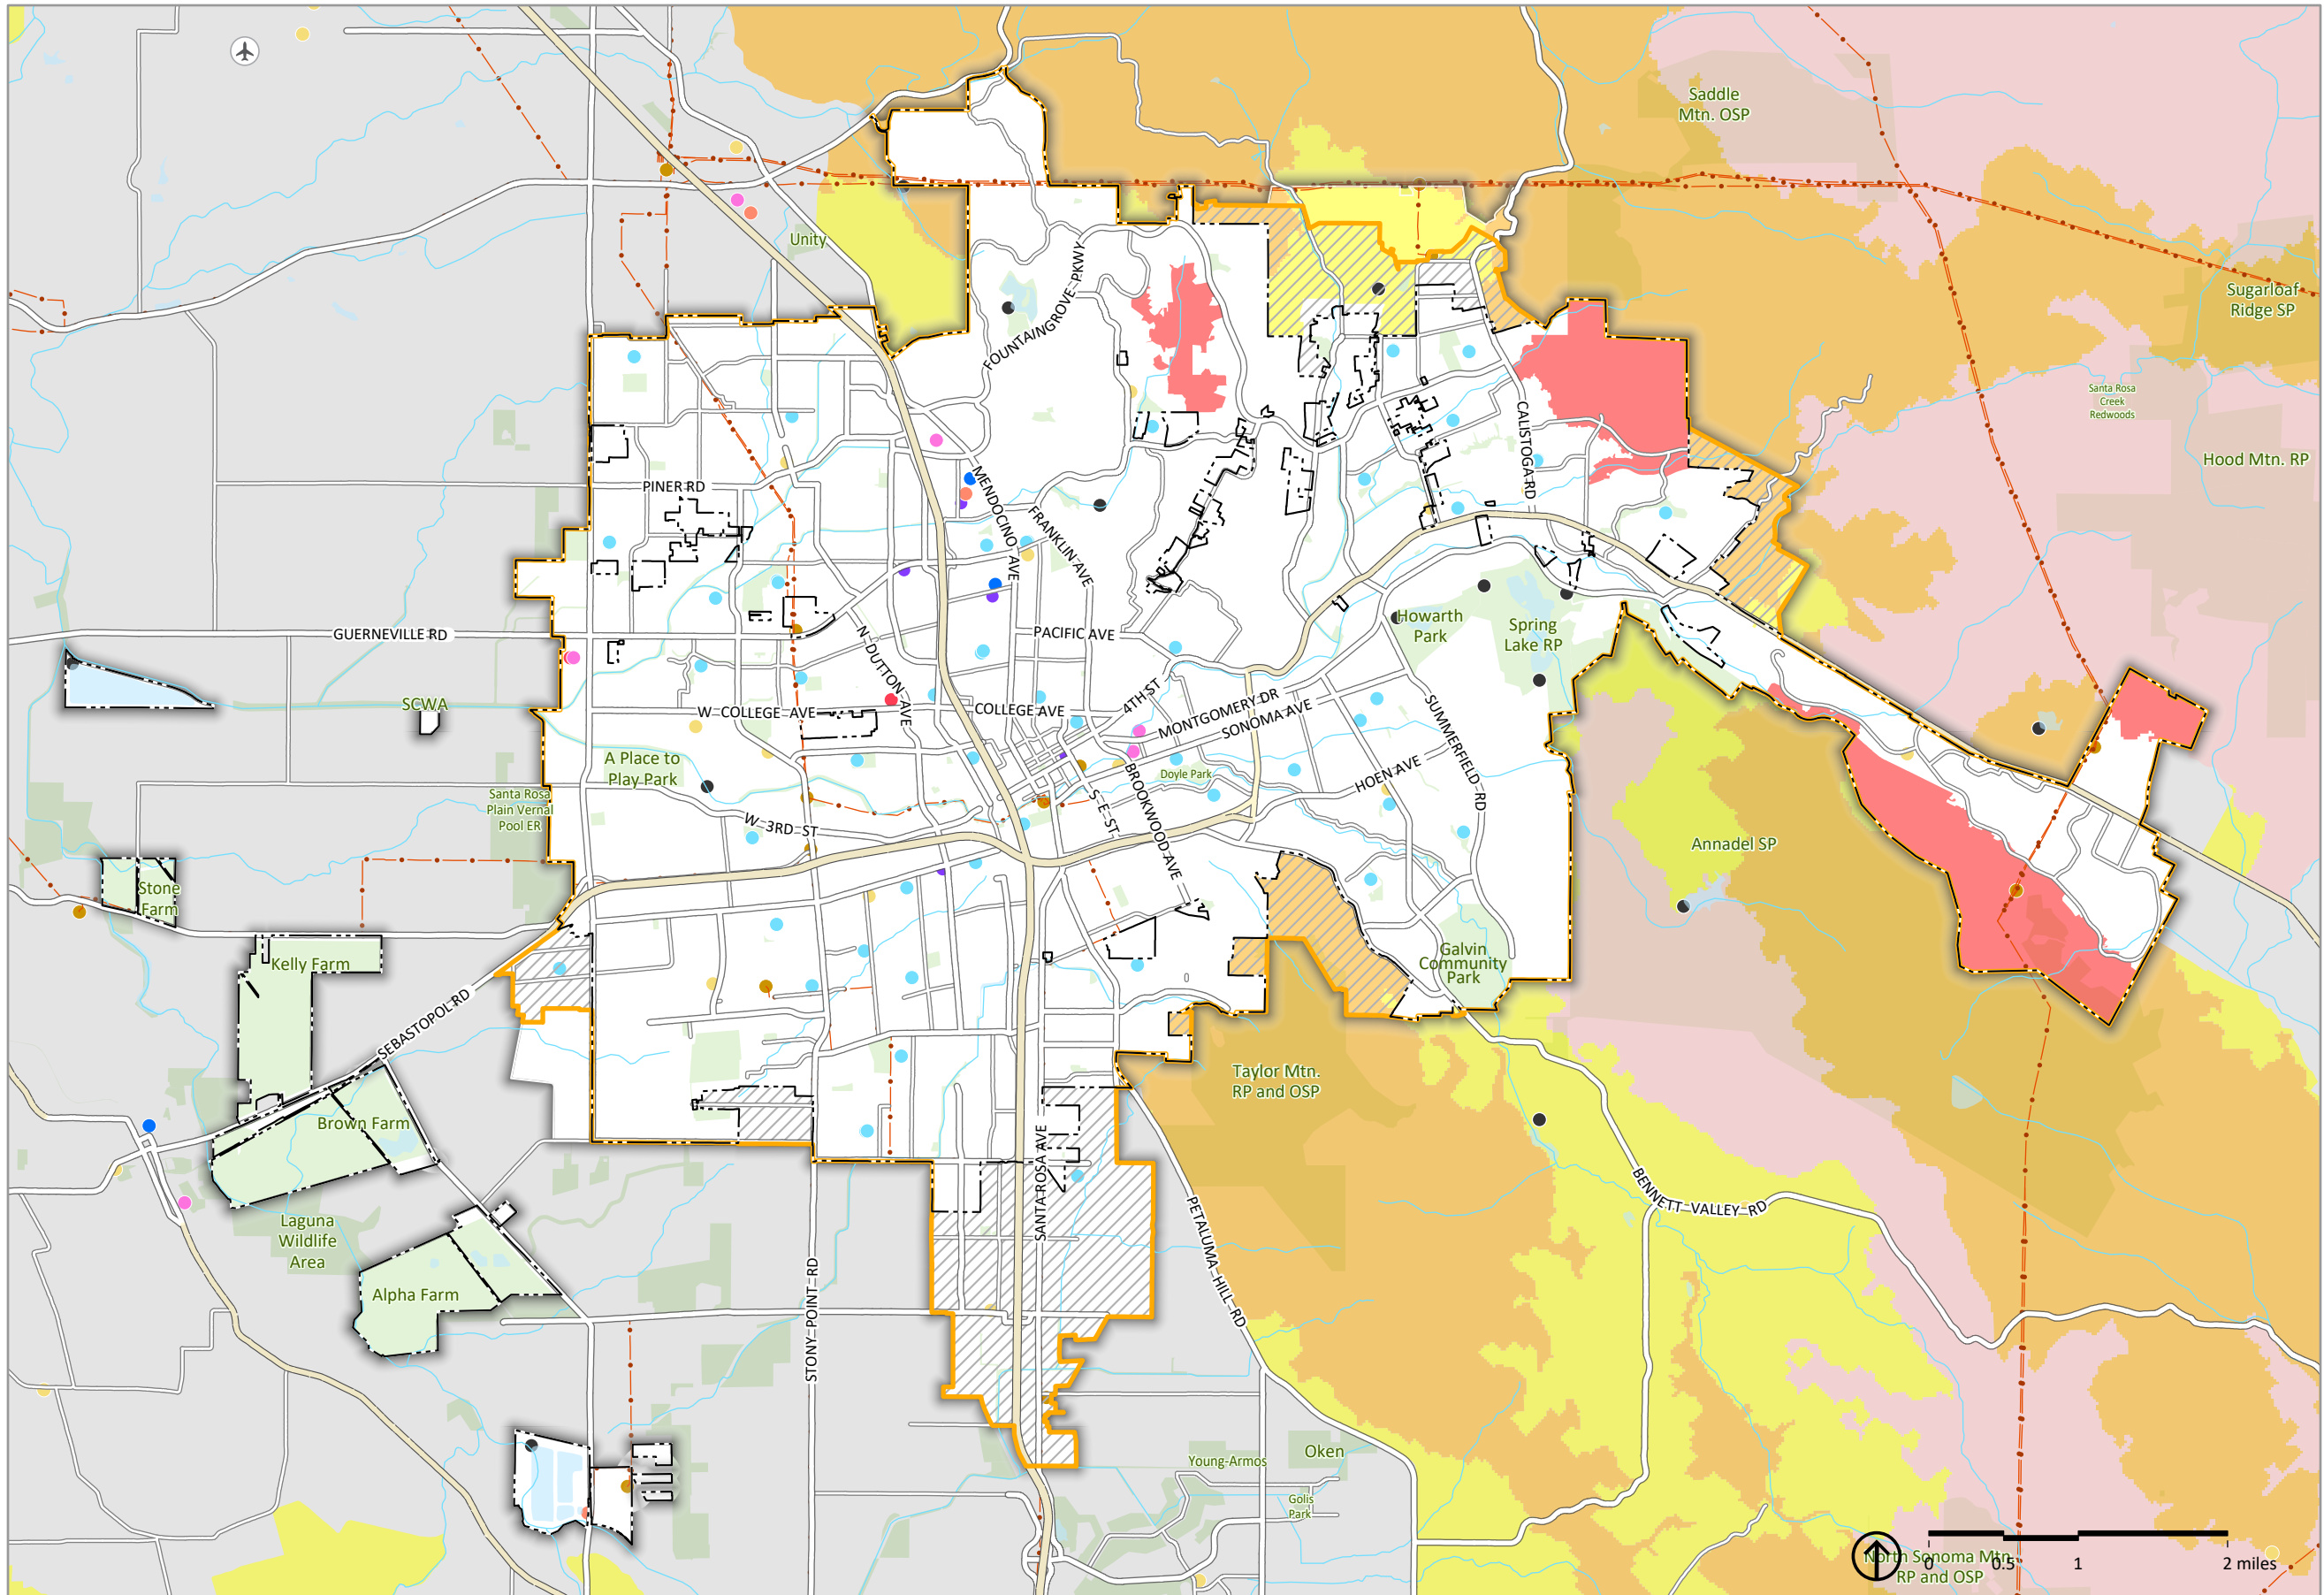 Saddle
Mtn. OSP
Unity
Sugarloaf
Ridge SP
FOUNTAINGROVE PKWY
Santa Rosa
Creek
Redwoods
CALISTOGA RD
Hood Mtn. RP
PINER RD
MENDOCINO AVE
FRANKLIN AVE
GUERNEVILLE RD
N DUTTON AVE
PACIFIC AVE
Howarth
Park
Spring
Lake RP
SCWA
W COLLEGE AVE
COLLEGE AVE
4TH ST
MONTGOMERY DR
SONOMA AVE
SUMMERFIELD RD
A Place to
Play Park
Doyle Park
HOEN AVE
BROOKWOOD AVE
S E ST
Santa Rosa
Plain Vernal
Pool ER
W 3RD ST
Annadel SP
Stone
Farm
Kelly Farm
Galvin
Community
Park
SEBASTOPOL RD
Taylor Mtn.
RP and OSP
Brown Farm
SANTA ROSA AVE
BENNETT VALLEY RD
PETALUMA HILL RD
Laguna
Wildlife
Area
STONY POINT RD
Alpha Farm
Young-Armos
Oken
Golis
Park
North Sonoma Mtn.
RP and OSP
0 0.5 1 2 miles